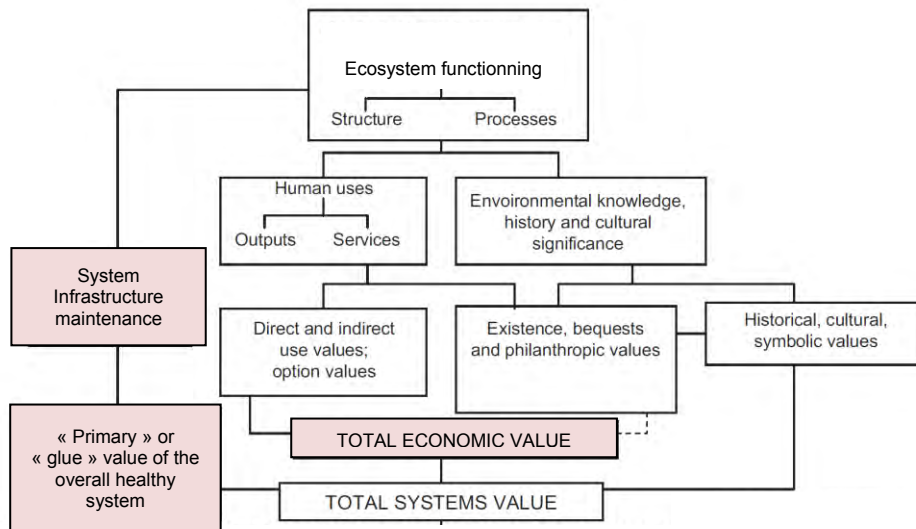 Ecosystem functionning
Structure
Processes
Human uses
Outputs
Services
Envoironmental knowledge,
history and cultural
significance
System
Infrastructure
maintenance
Direct and indirect
use values;
option values
Existence, bequests
and philanthropic values
Historical, cultural,
symbolic values
« Primary » or
« glue » value of the
overall healthy
system
TOTAL ECONOMIC VALUE
TOTAL SYSTEMS VALUE